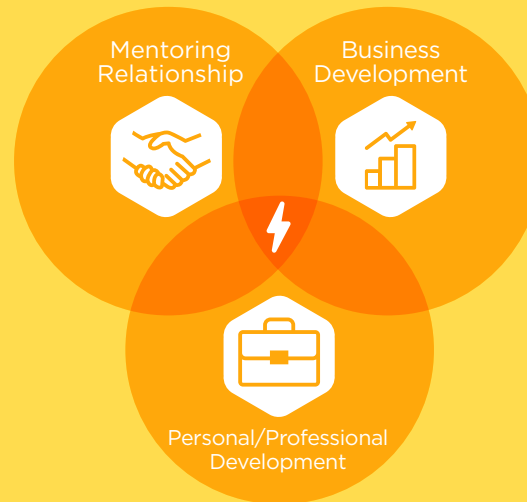 Mentoring
Relationship
Business
Development
Personal/Professional
Development